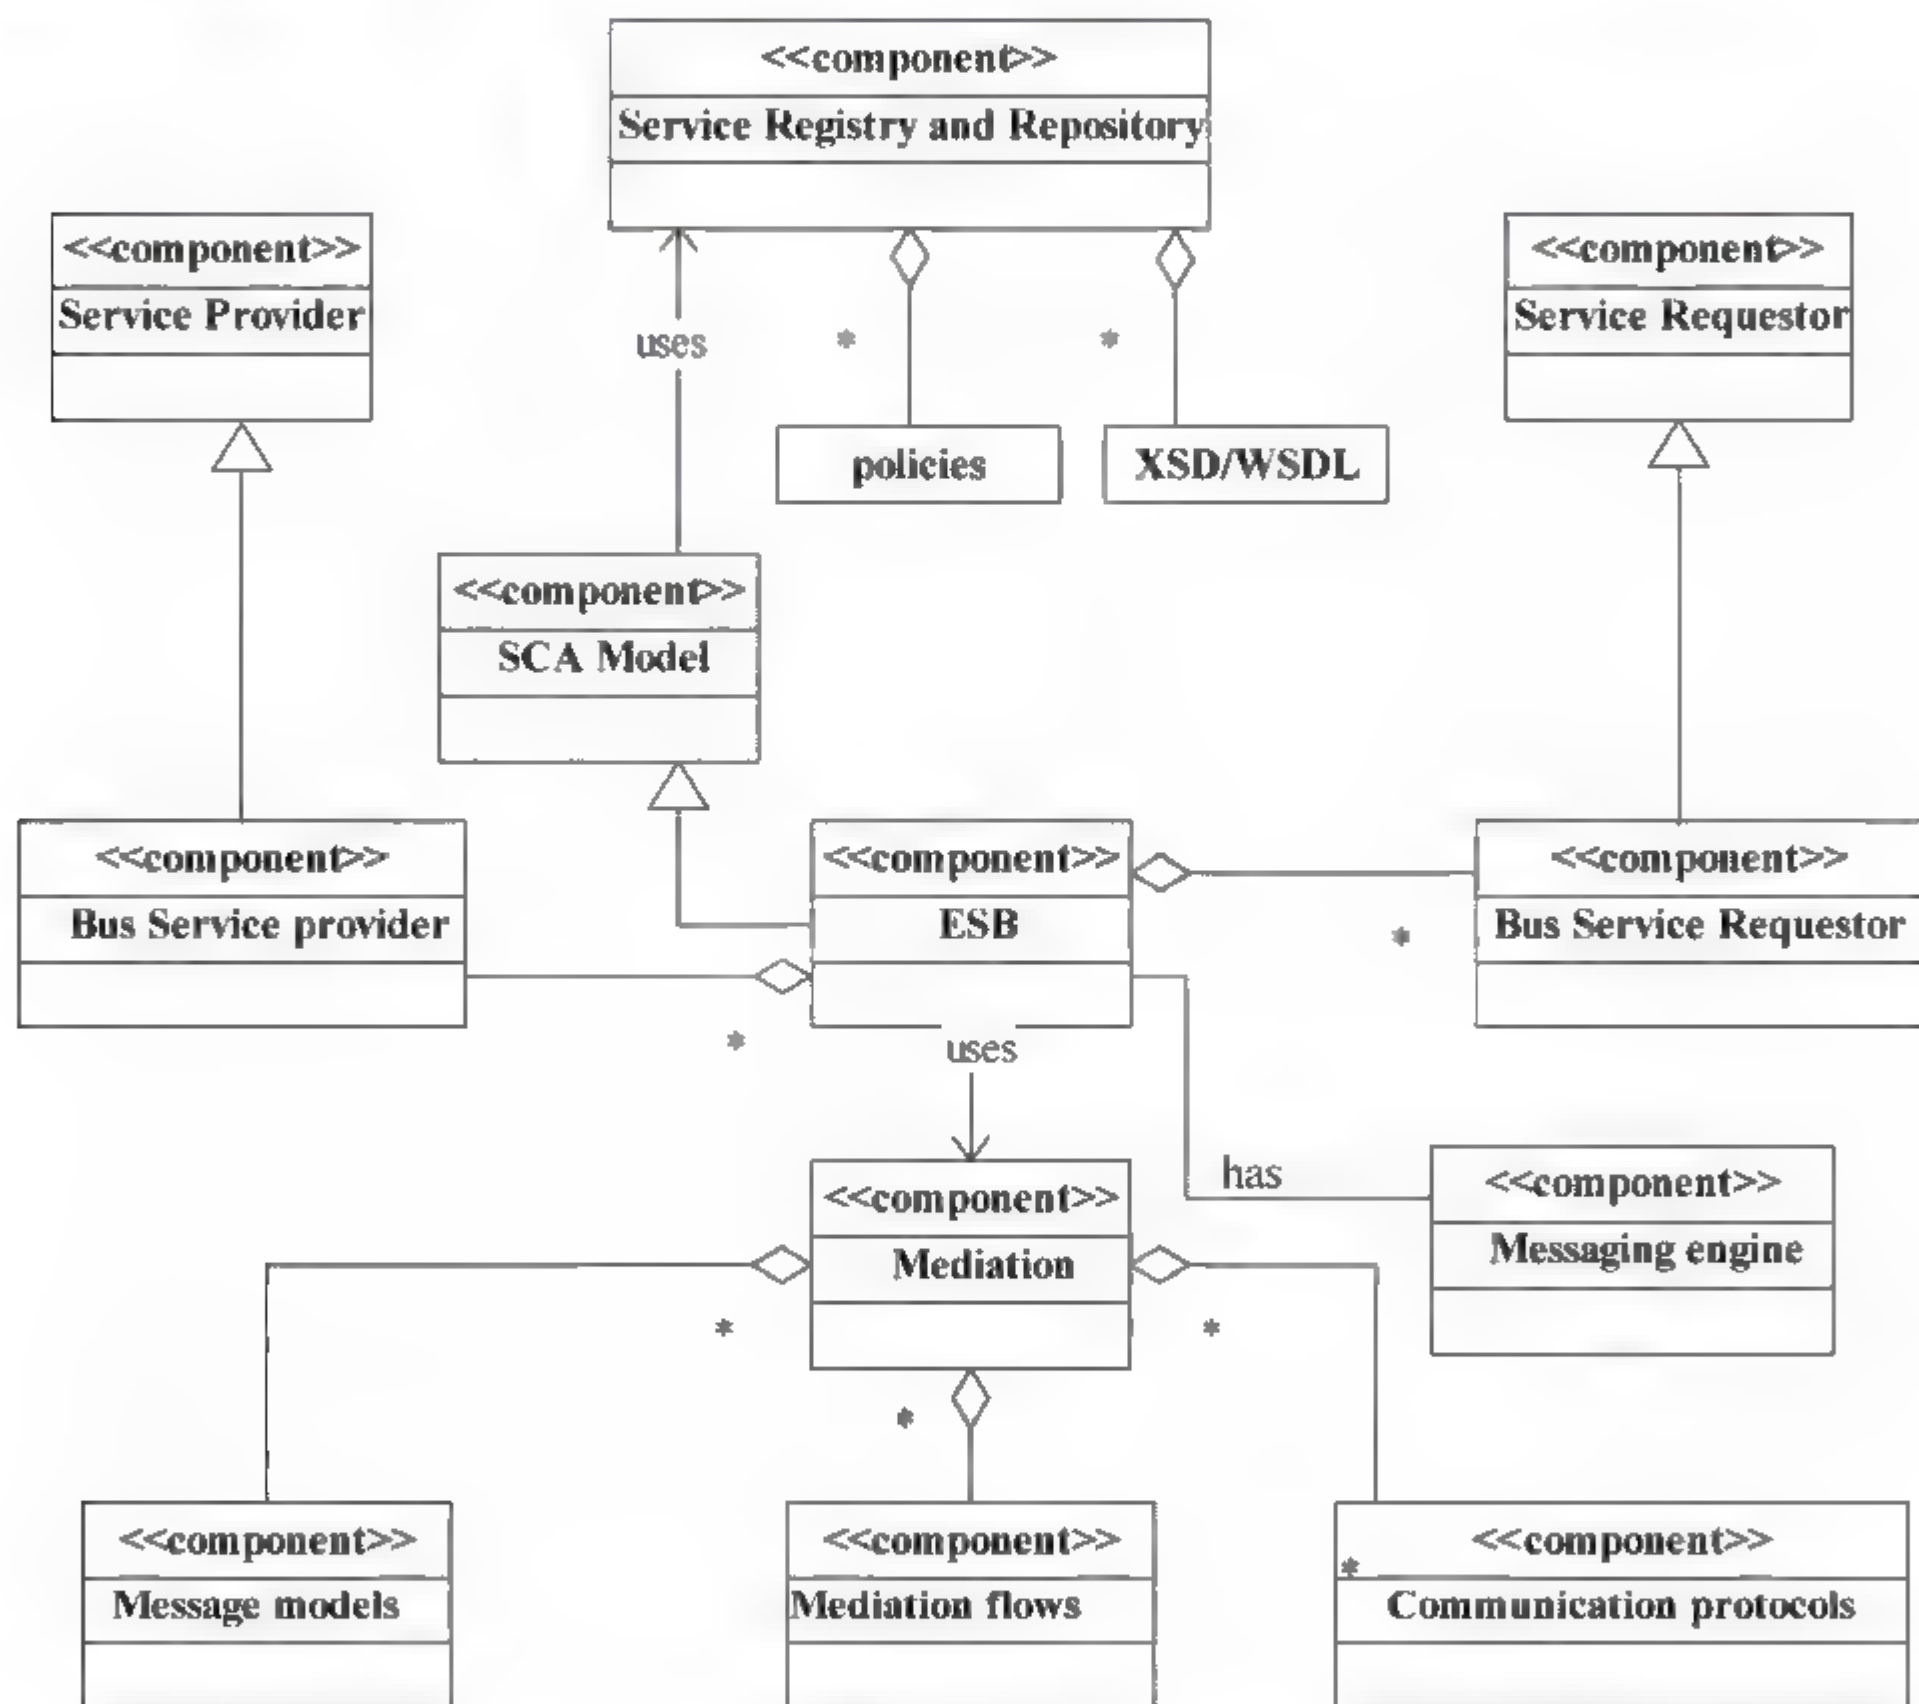 <<component>>
Service Registry and Repository
<<component>>
Service Provider
<<component>>
Service Requestor
uses
*
*
policies
XSD/WSDL
<<component>>
SCA Model
<<component>>
Bus Service provider
<<component>>
ESB
<<component>>
Bus Service Requestor
*
*
uses
has
<<component>>
Mediation
<<component>>
Messaging engine
*
*
*
<<component>>
Message models
<<component>>
Mediation flows
<<component>>
*
Communication protocols